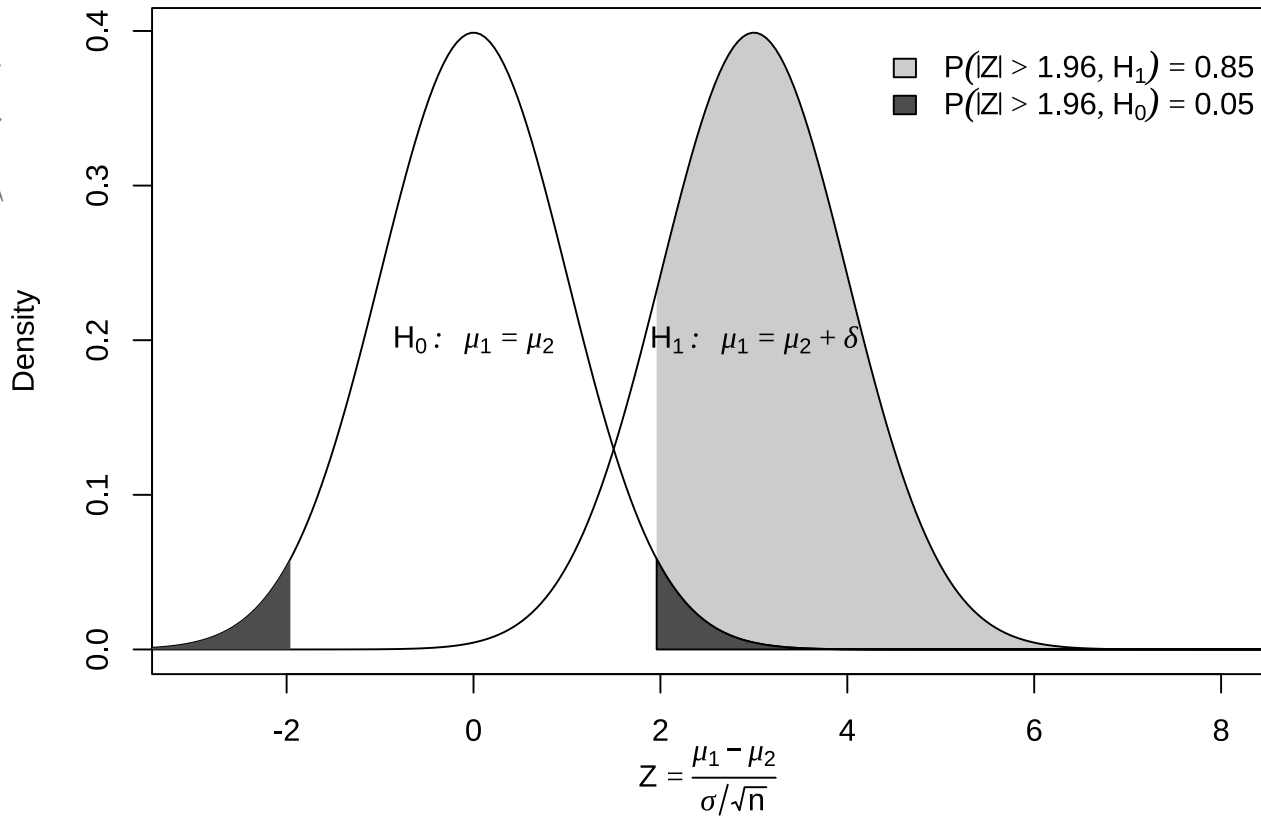 P(|Z| > 1.96, H₁) = 0.85
P(|Z| > 1.96, H₀) = 0.05
Density
0.4
0.3
0.2
0.1
0.0
H₀ : μ₁ = μ₂
H₁ : μ₁ = μ₂ + δ
-2 0 2 4 6 8
Z = (μ₁ − μ₂)/(σ/√n)